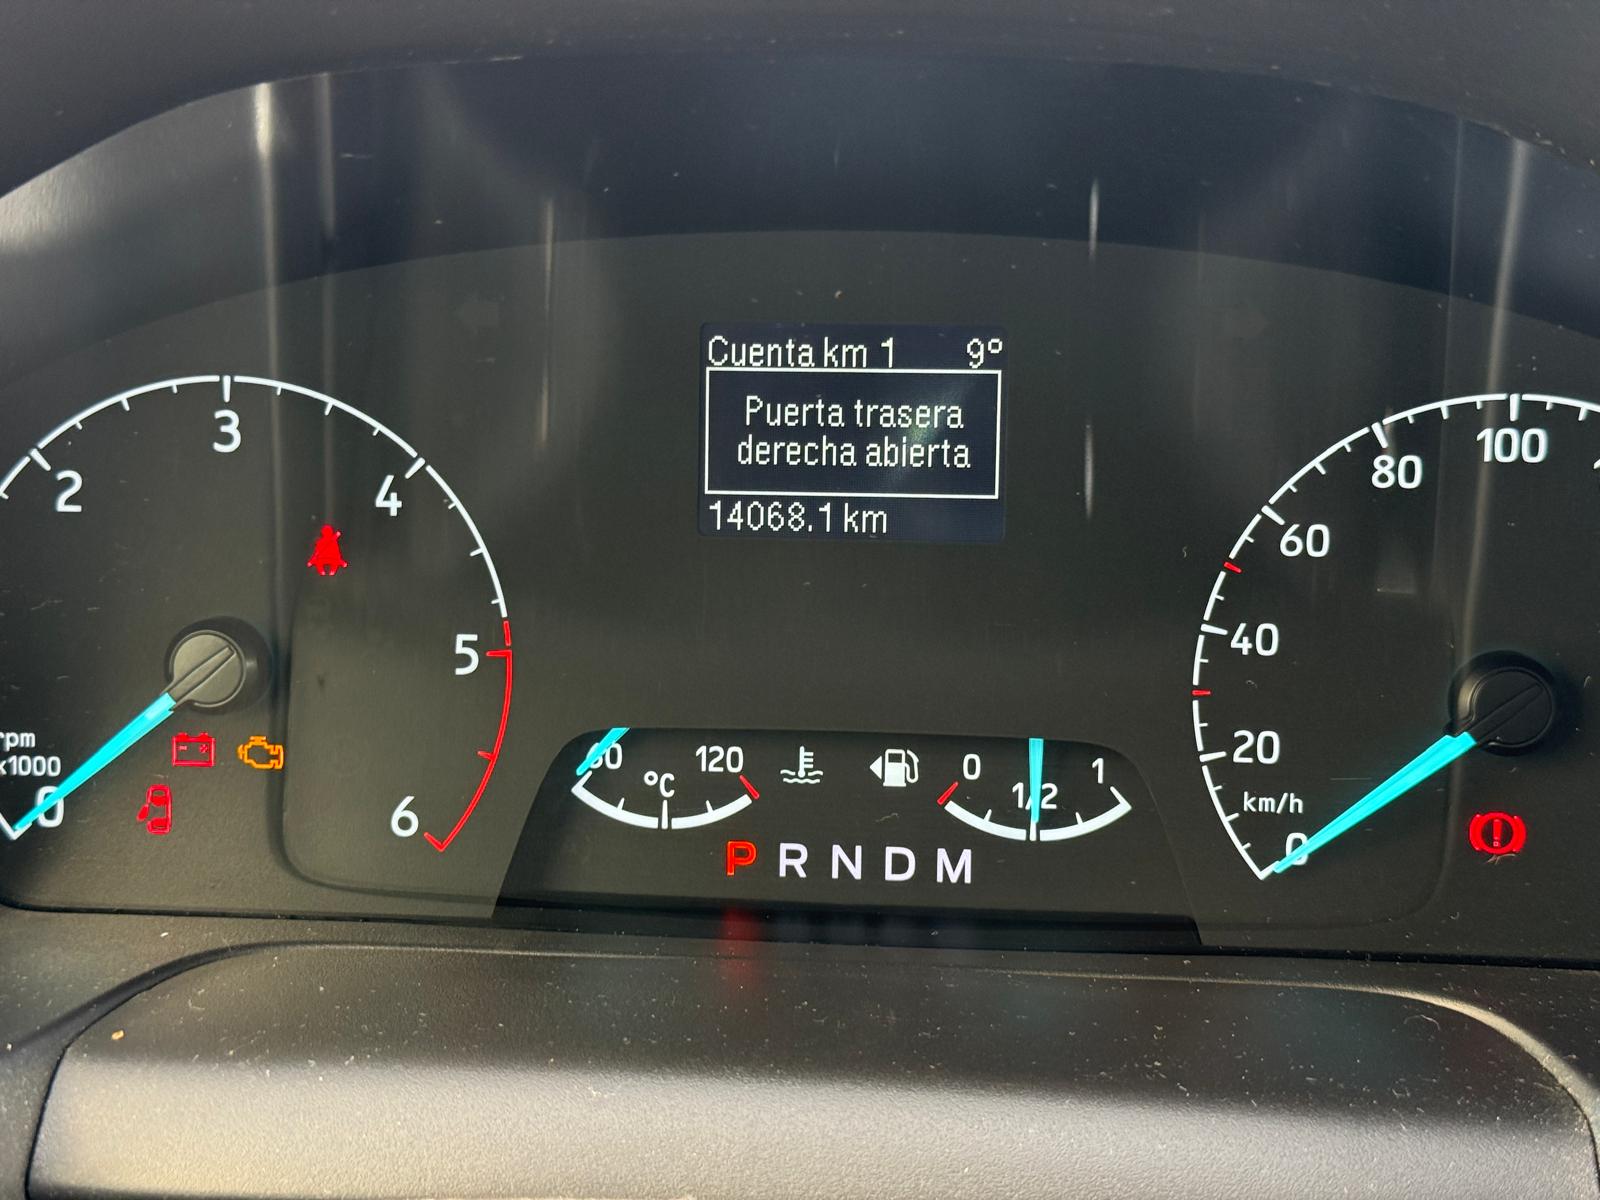 Cuenta km 1 9°
Puerta trasera
derecha abierta
14068.1 km
2
3
4
5
6
rpm
x1000
0
60
120
°C
0
1/2
1
P R N D M
100
80
60
40
20
km/h
0